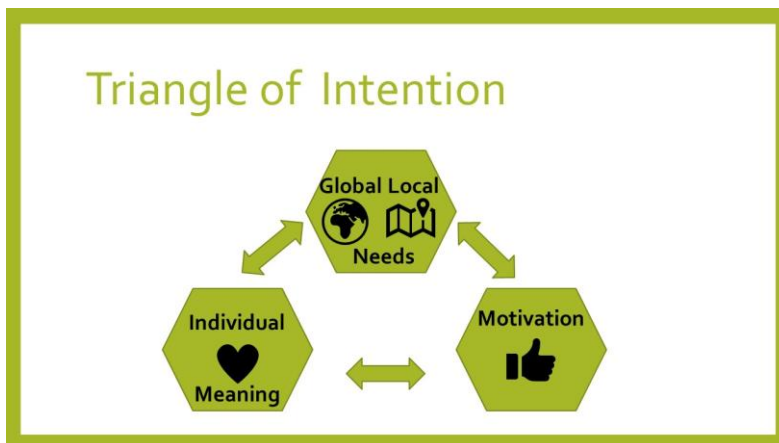 Triangle of Intention
Global Local
Needs
Individual
Meaning
Motivation